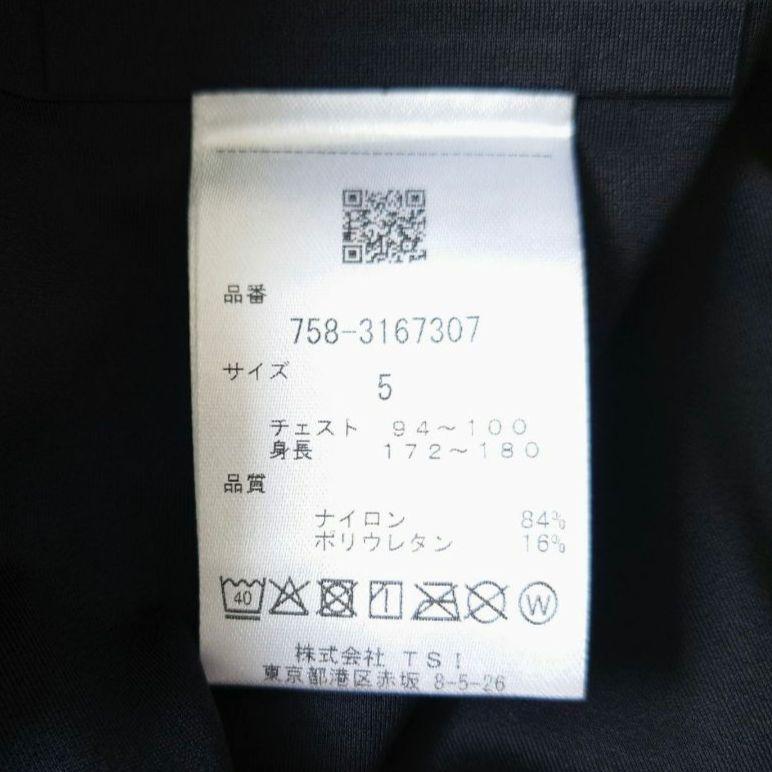 品番
758-3167307
サイズ
5
チェスト 94～100
身長 172～180
品質
ナイロン 84%
ポリウレタン 16%
40 W
株式会社 TSI
東京都港区赤坂 8-5-26